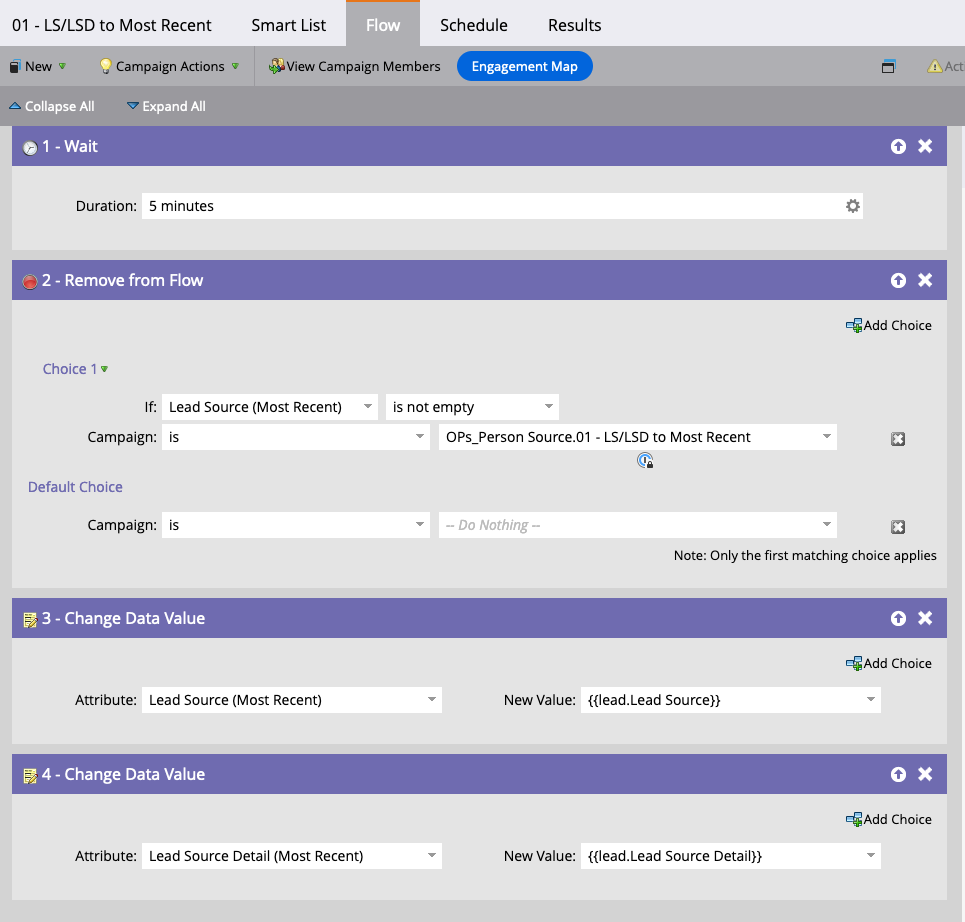 01 - LS/LSD to Most Recent Smart List Flow Schedule Results
New Campaign Actions View Campaign Members Engagement Map
Collapse All Expand All
1 - Wait
Duration: 5 minutes
2 - Remove from Flow
Add Choice
Choice 1
If: Lead Source (Most Recent) is not empty
Campaign: is OPs_Person Source.01 - LS/LSD to Most Recent
Default Choice
Campaign: is -- Do Nothing --
Note: Only the first matching choice applies
3 - Change Data Value
Add Choice
Attribute: Lead Source (Most Recent) New Value: {{lead.Lead Source}}
4 - Change Data Value
Add Choice
Attribute: Lead Source Detail (Most Recent) New Value: {{lead.Lead Source Detail}}